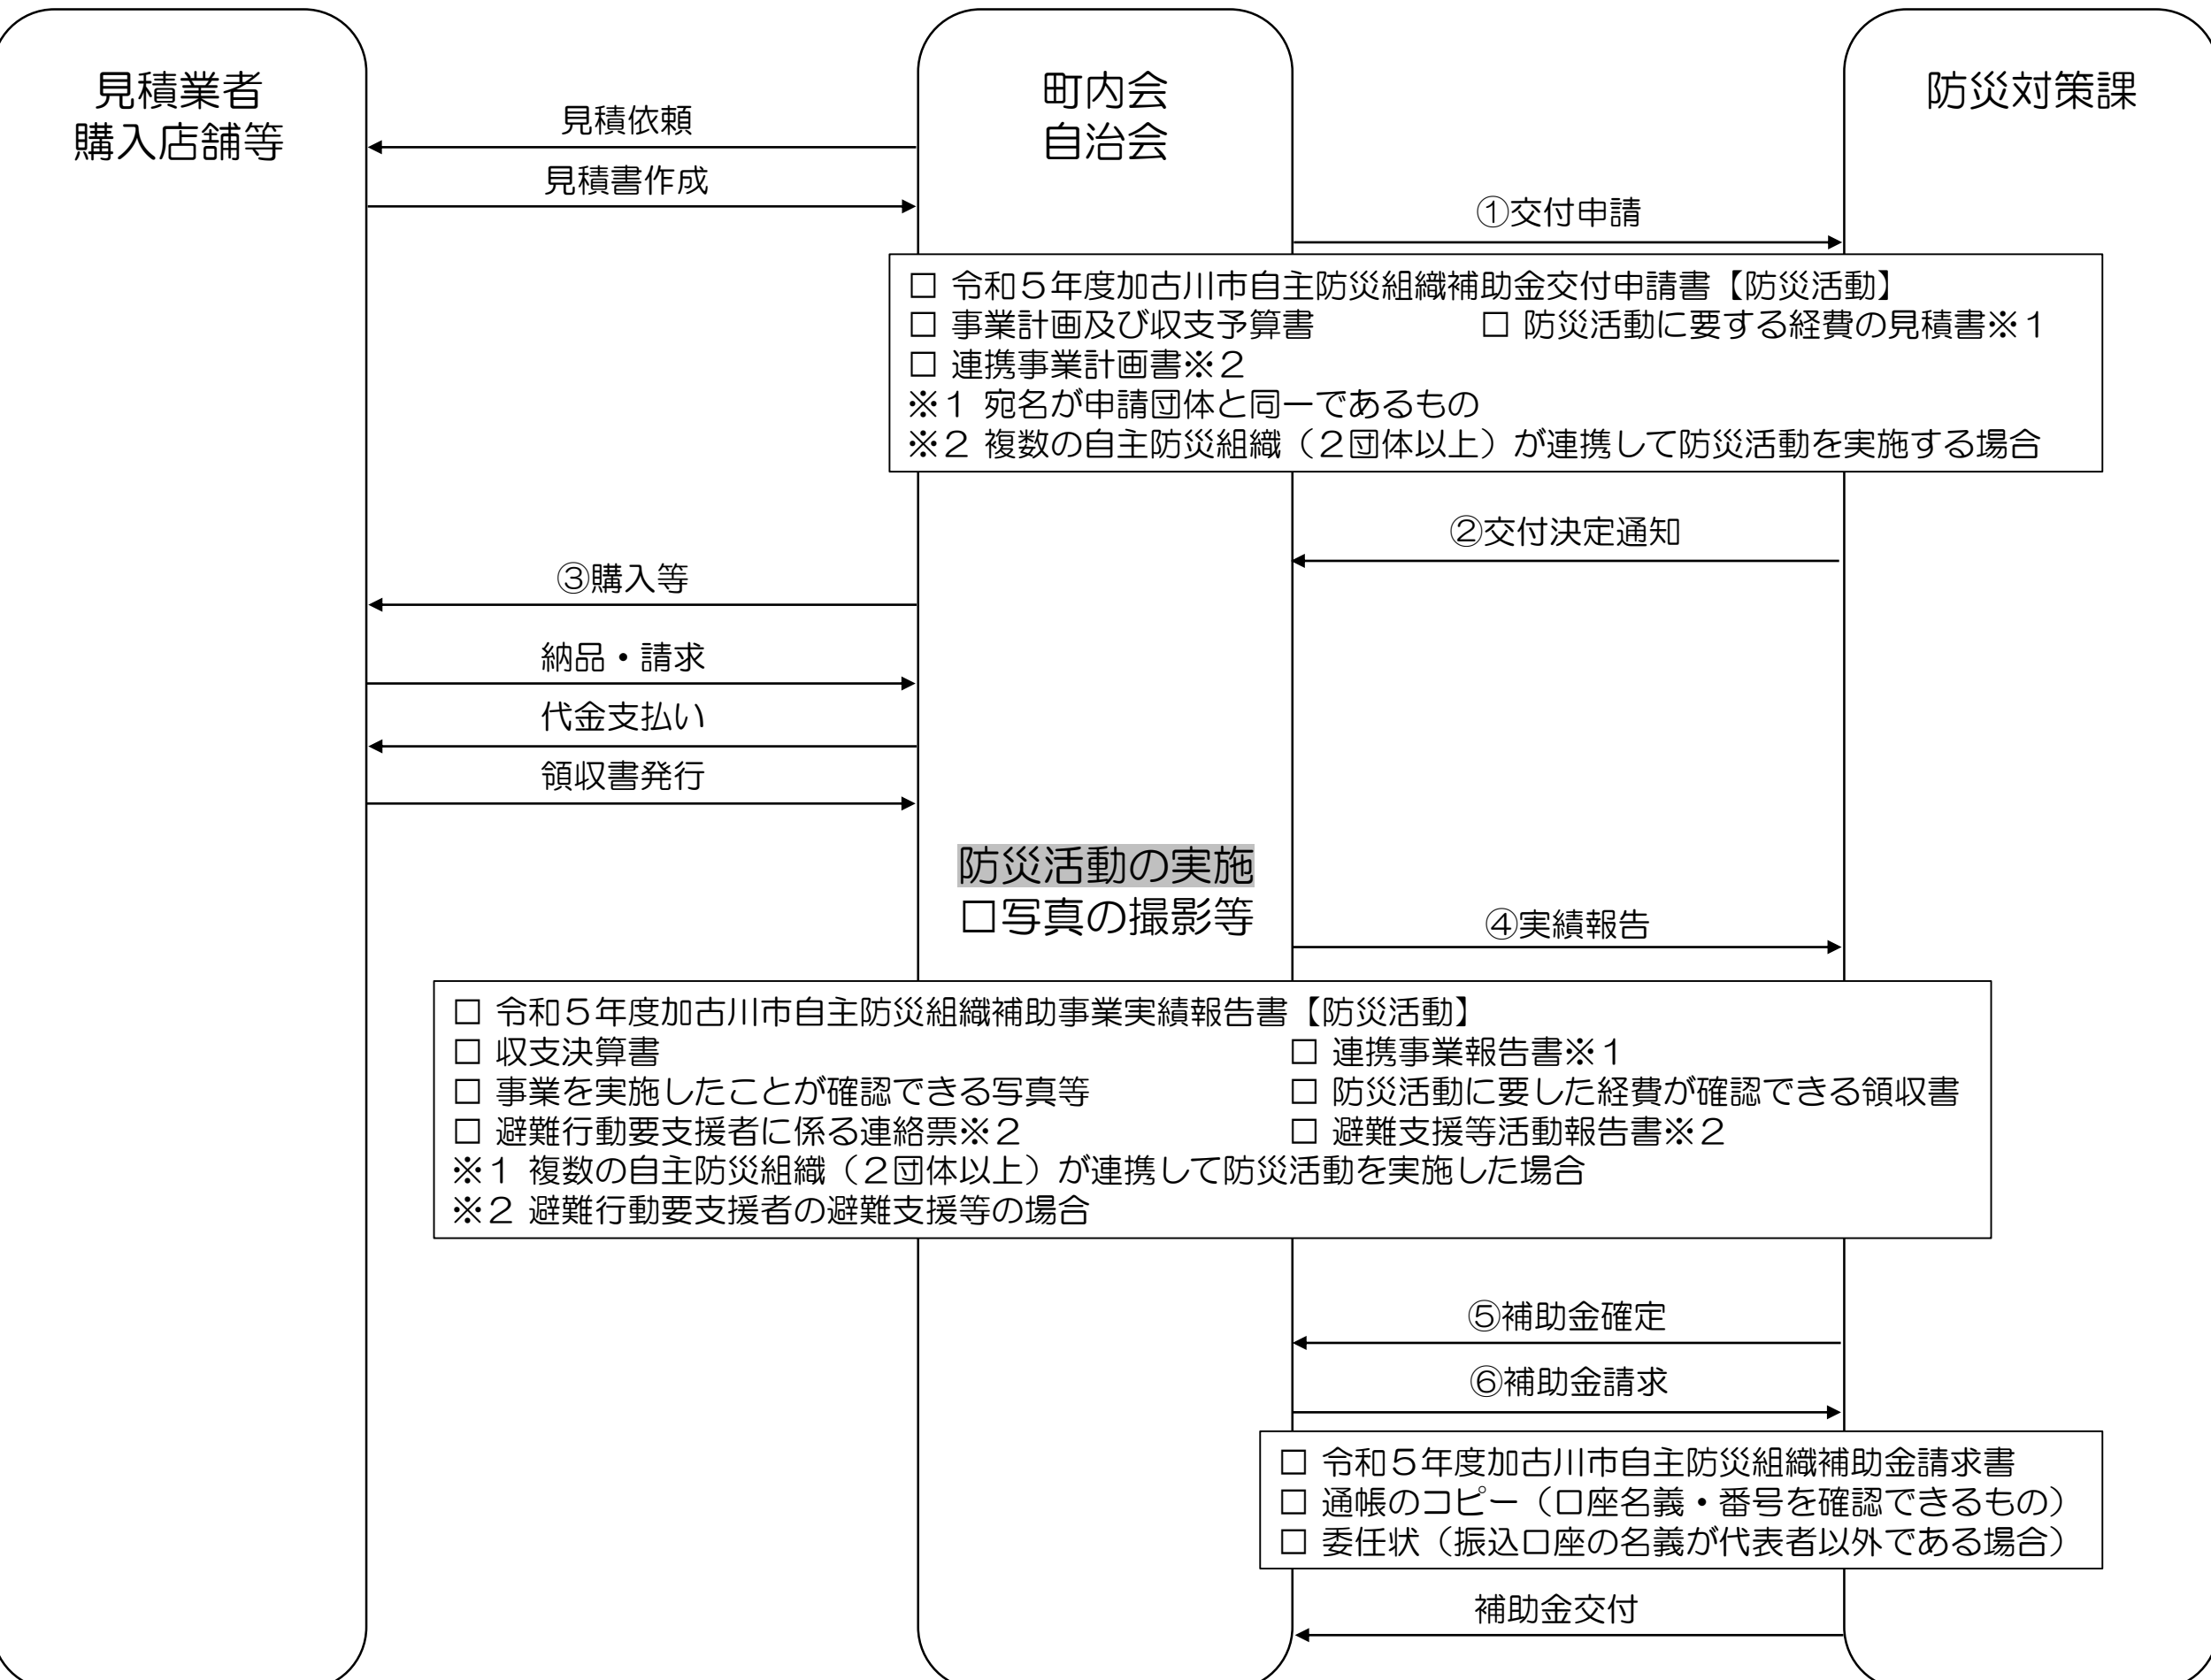 見積業者
購入店舗等
町内会
自治会
防災対策課
見積依頼
見積書作成
①交付申請
□ 令和５年度加古川市自主防災組織補助金交付申請書【防災活動】
□ 事業計画及び収支予算書　□ 防災活動に要する経費の見積書※１
□ 連携事業計画書※２
※１ 宛名が申請団体と同一であるもの
※２ 複数の自主防災組織（２団体以上）が連携して防災活動を実施する場合
②交付決定通知
③購入等
納品・請求
代金支払い
領収書発行
防災活動の実施
□写真の撮影等
④実績報告
□ 令和５年度加古川市自主防災組織補助事業実績報告書【防災活動】
□ 収支決算書　□ 連携事業報告書※１
□ 事業を実施したことが確認できる写真等　□ 防災活動に要した経費が確認できる領収書
□ 避難行動要支援者に係る連絡票※２　□ 避難支援等活動報告書※２
※１ 複数の自主防災組織（２団体以上）が連携して防災活動を実施した場合
※２ 避難行動要支援者の避難支援等の場合
⑤補助金確定
⑥補助金請求
□ 令和５年度加古川市自主防災組織補助金請求書
□ 通帳のコピー（口座名義・番号を確認できるもの）
□ 委任状（振込口座の名義が代表者以外である場合）
補助金交付